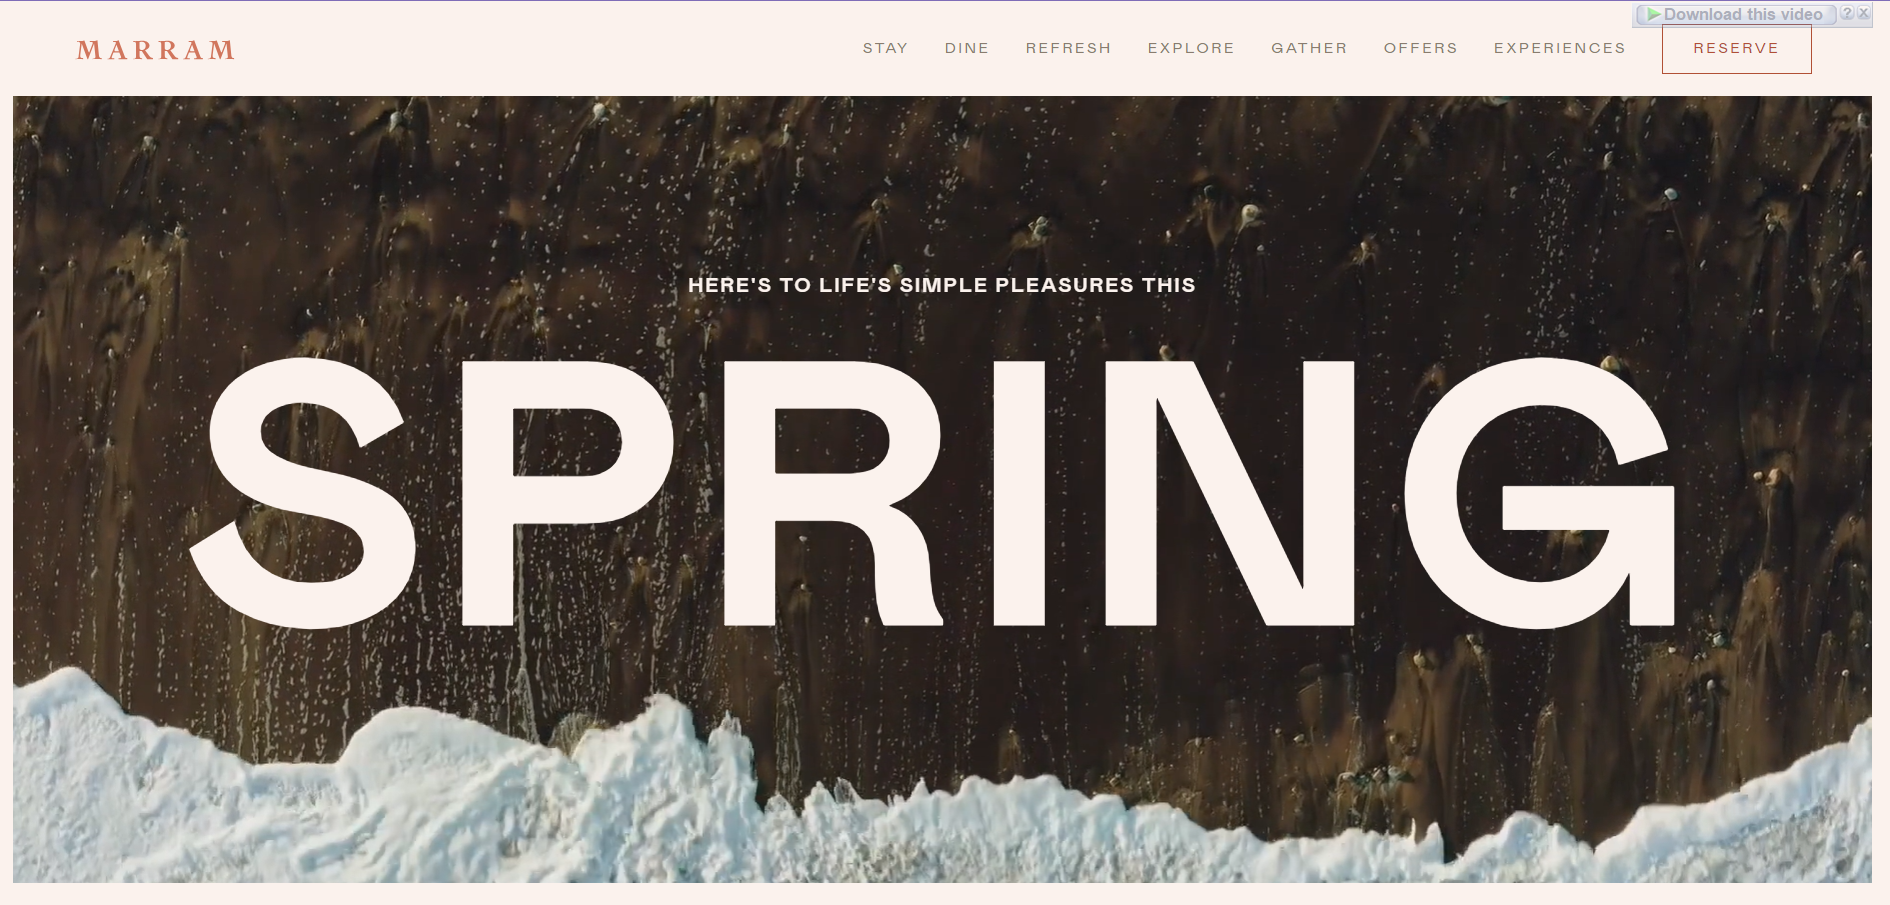 Download this video ? x
MARRAM
STAY DINE REFRESH EXPLORE GATHER OFFERS EXPERIENCES RESERVE
HERE'S TO LIFE'S SIMPLE PLEASURES THIS
SPRING